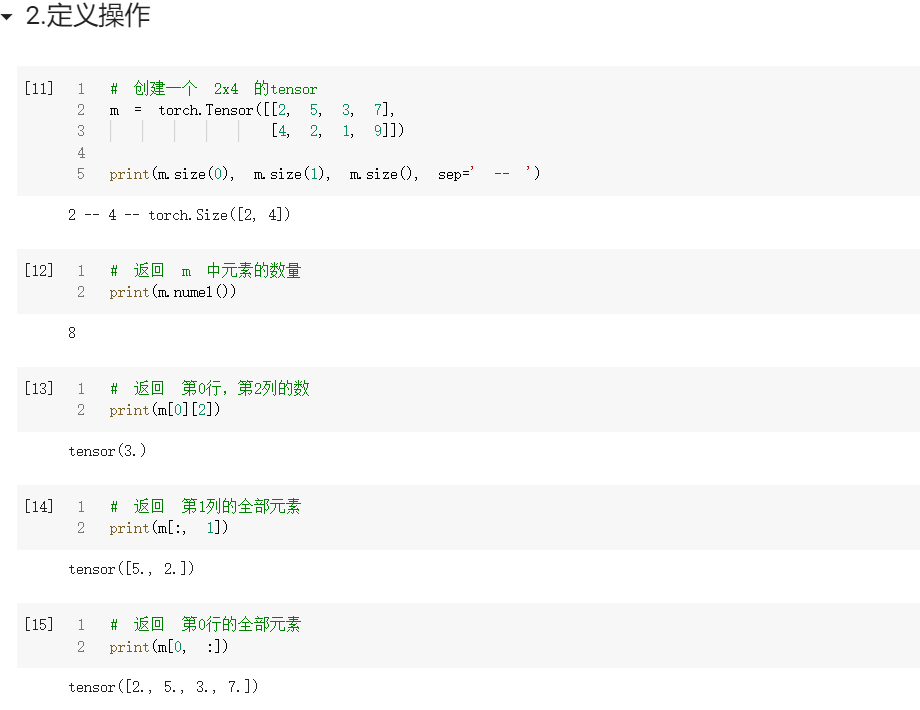 2.定义操作
[11] 1 # 创建一个 2x4 的tensor
2 m = torch.Tensor([[2, 5, 3, 7],
3 [4, 2, 1, 9]])
4
5 print(m.size(0), m.size(1), m.size(), sep=' -- ')
2 -- 4 -- torch.Size([2, 4])
[12] 1 # 返回 m 中元素的数量
2 print(m.numel())
8
[13] 1 # 返回 第0行，第2列的数
2 print(m[0][2])
tensor(3.)
[14] 1 # 返回 第1列的全部元素
2 print(m[:, 1])
tensor([5., 2.])
[15] 1 # 返回 第0行的全部元素
2 print(m[0, :])
tensor([2., 5., 3., 7.])